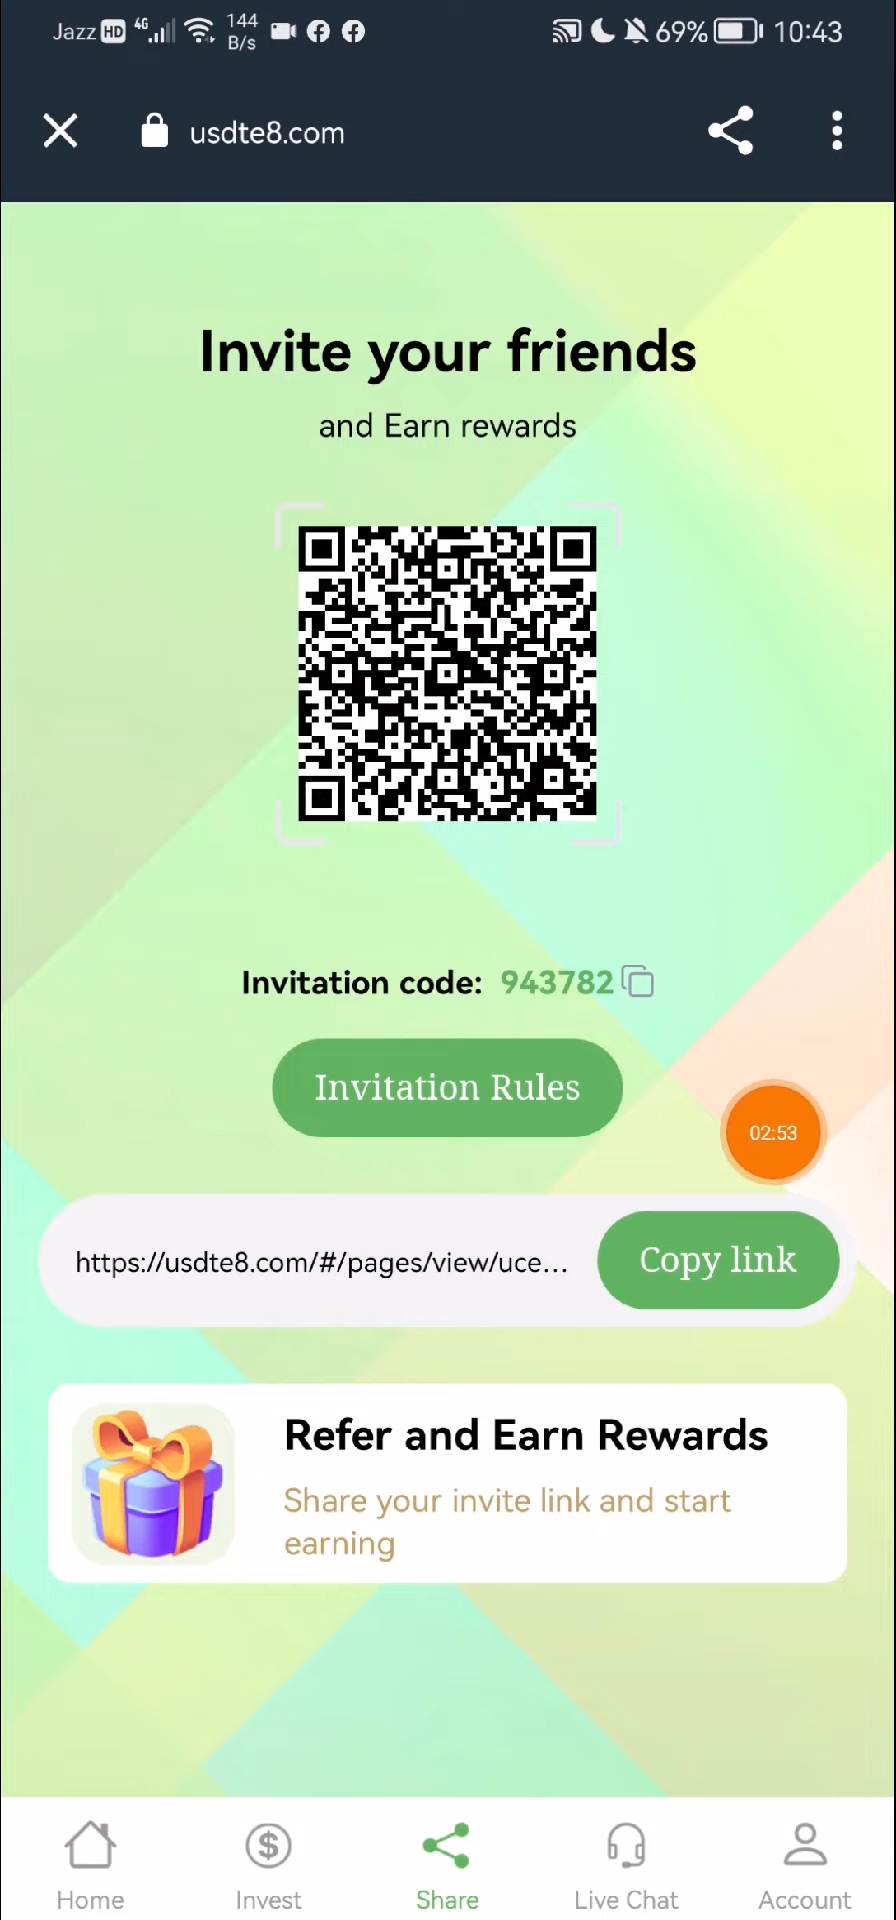 Jazz HD 4G 144 B/s 69% 10:43
usdte8.com
Invite your friends
and Earn rewards
Invitation code: 943782
Invitation Rules
02:53
https://usdte8.com/#/pages/view/uce...
Copy link
Refer and Earn Rewards
Share your invite link and start
earning
Home Invest Share Live Chat Account